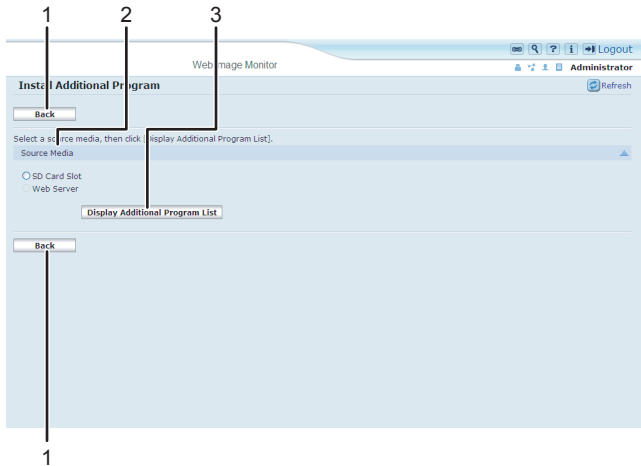 1 2 3
Logout
Web Image Monitor
Administrator
Install Additional Program
Refresh
Back
Select a source media, then click [Display Additional Program List].
Source Media
SD Card Slot
Web Server
Display Additional Program List
Back
1